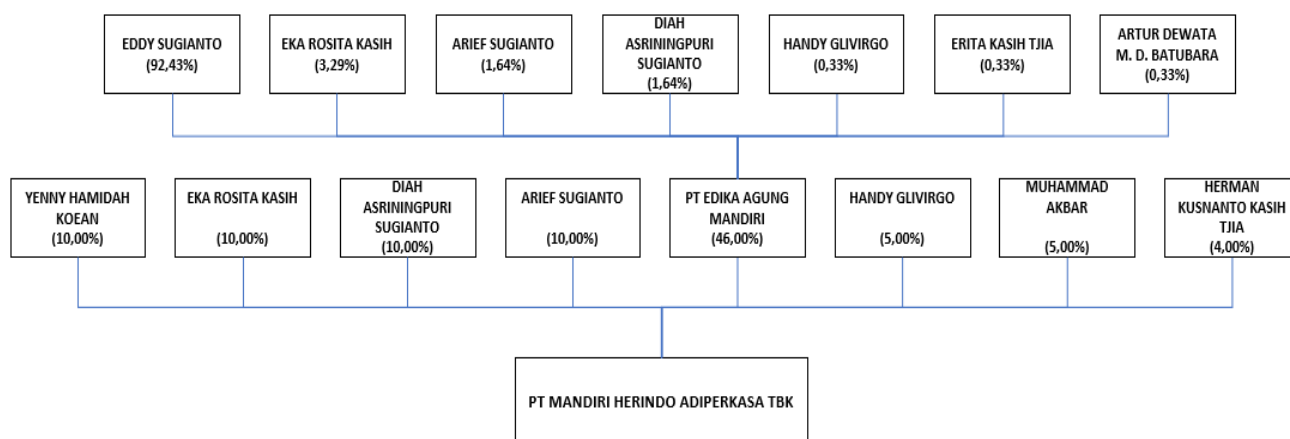 EDDY SUGIANTO
(92,43%)
EKA ROSITA KASIH
(3,29%)
ARIEF SUGIANTO
(1,64%)
DIAH
ASRININGPURI
SUGIANTO
(1,64%)
HANDY GLIVIRGO
(0,33%)
ERITA KASIH TJIA
(0,33%)
ARTUR DEWATA
M. D. BATUBARA
(0,33%)
YENNY HAMIDAH
KOEAN
(10,00%)
EKA ROSITA KASIH
(10,00%)
DIAH
ASRININGPURI
SUGIANTO
(10,00%)
ARIEF SUGIANTO
(10,00%)
PT EDIKA AGUNG
MANDIRI
(46,00%)
HANDY GLIVIRGO
(5,00%)
MUHAMMAD
AKBAR
(5,00%)
HERMAN
KUSNANTO KASIH
TJIA
(4,00%)
PT MANDIRI HERINDO ADIPERKASA TBK